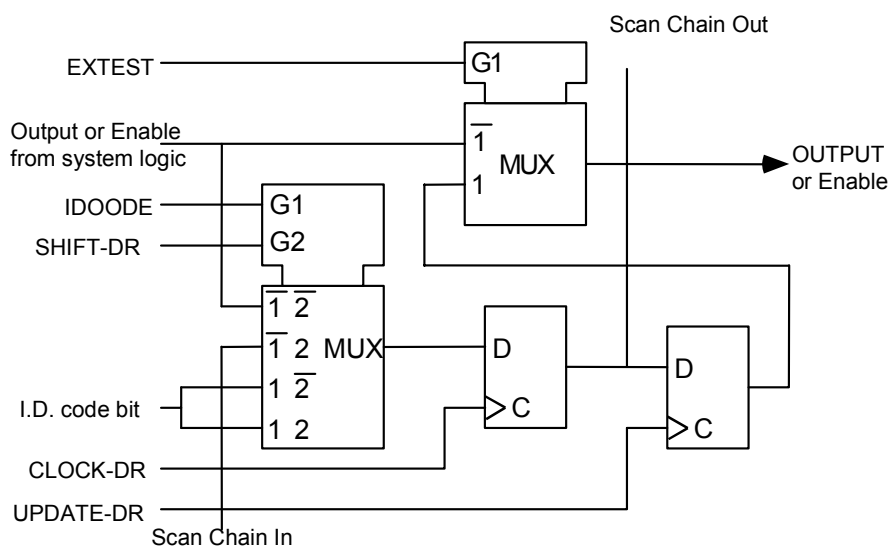 Scan Chain Out
EXTEST
G1
Output or Enable
from system logic
1̅
MUX
1
OUTPUT
or Enable
IDOODE
G1
SHIFT-DR
G2
1̅ 2̅
1̅ 2 MUX
1 2̅
1 2
I.D. code bit
D
C
D
C
CLOCK-DR
UPDATE-DR
Scan Chain In